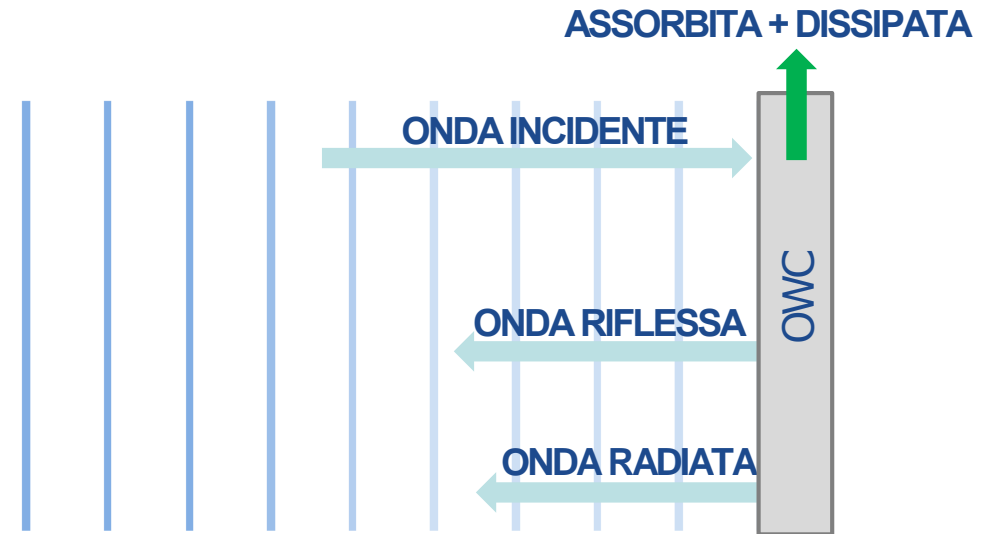 ASSORBITA + DISSIPATA
ONDA INCIDENTE
OWC
ONDA RIFLESSA
ONDA RADIATA